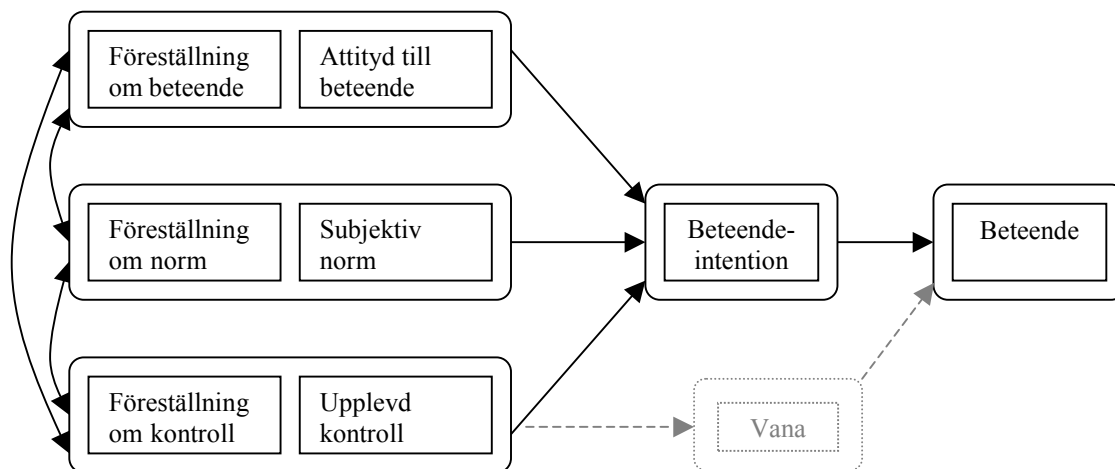 Föreställning
om beteende
Attityd till
beteende
Föreställning
om norm
Subjektiv
norm
Beteende-
intention
Beteende
Föreställning
om kontroll
Upplevd
kontroll
Vana